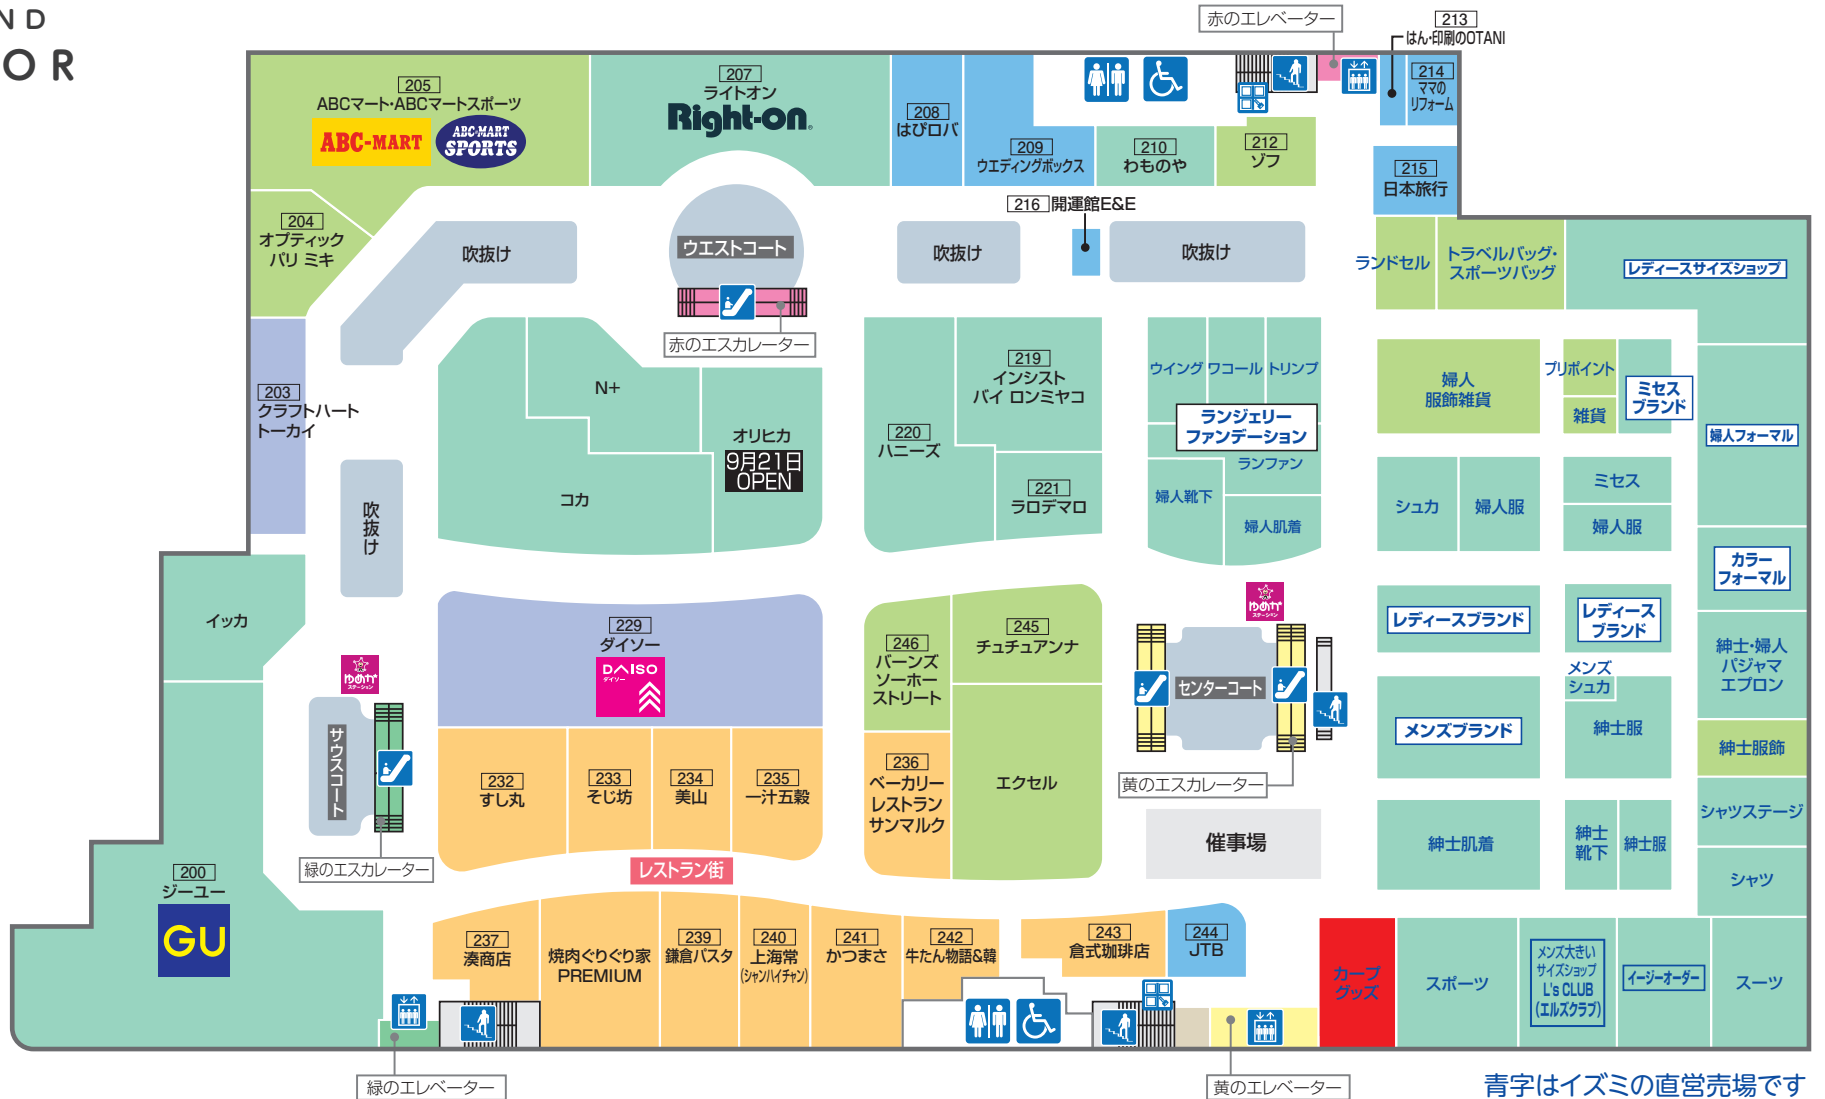 ND
OR
赤のエレベーター
213
はん・印刷のOTANI
205
ABCマート・ABCマートスポーツ
ABC-MART
ABC-MART
SPORTS
207
ライトオン
Right-on.
208
はぴロバ
209
ウエディングボックス
210
わものや
212
ゾフ
214
ママの
リフォーム
215
日本旅行
216 開運館E&E
204
オプティック
パリ ミキ
吹抜け
ウエストコート
吹抜け
吹抜け
赤のエスカレーター
ランドセル
トラベルバッグ・
スポーツバッグ
レディースサイズショップ
203
クラフトハート
トーカイ
N+
オリヒカ
9月21日
OPEN
コカ
吹抜け
219
インシスト
バイ ロンミヤコ
220
ハニーズ
221
ラロデマロ
ウイング
ワコール
トリンプ
ランジェリー
ファンデーション
ランファン
婦人靴下
婦人肌着
婦人
服飾雑貨
プリポイント
雑貨
ミセス
ブランド
婦人フォーマル
シュカ
婦人服
ミセス
婦人服
カラー
フォーマル
イッカ
ゆめか
ステーション
サウスコート
緑のエスカレーター
229
ダイソー
DAISO
ダイソー
232
すし丸
233
そじ坊
234
美山
235
一汁五穀
レストラン街
246
バーンズ
ソーホー
ストリート
245
チュチュアンナ
236
ベーカリー
レストラン
サンマルク
エクセル
ゆめか
ステーション
センターコート
黄のエスカレーター
催事場
レディースブランド
レディース
ブランド
紳士・婦人
パジャマ
エプロン
メンズ
シュカ
メンズブランド
紳士服
紳士服飾
シャツステージ
紳士肌着
紳士
靴下
紳士服
シャツ
200
ジーユー
GU
237
湊商店
焼肉ぐりぐり家
PREMIUM
239
鎌倉パスタ
240
上海常
(シャンハイチャン)
241
かつまさ
242
牛たん物語&韓
243
倉式珈琲店
244
JTB
カープ
グッズ
スポーツ
メンズ大きい
サイズショップ
L's CLUB
(エルズクラブ)
イージーオーダー
スーツ
緑のエレベーター
黄のエレベーター
青字はイズミの直営売場です